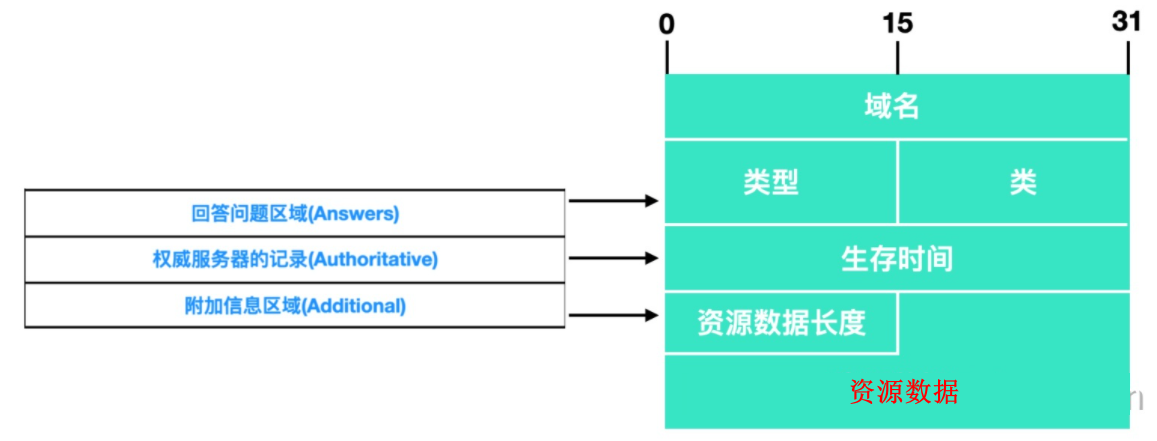 0 15 31
域名
类型 类
回答问题区域(Answers)
权威服务器的记录(Authoritative)
生存时间
附加信息区域(Additional)
资源数据长度
资源数据